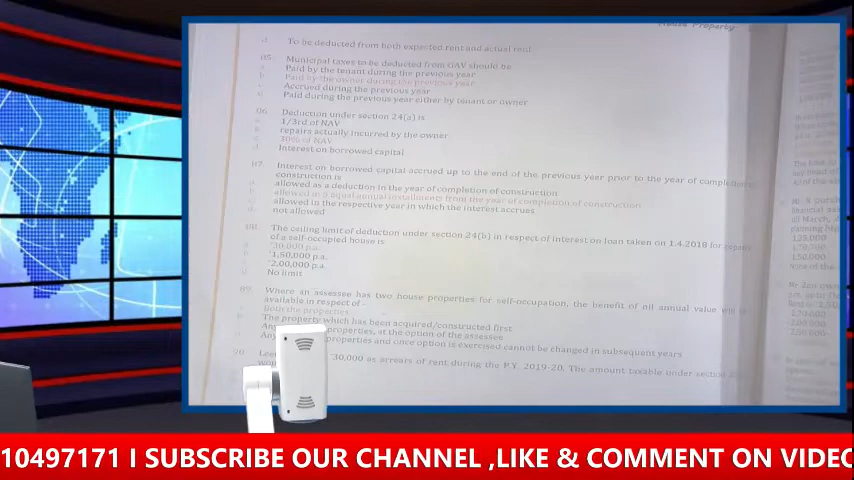 House Property
d. To be deducted from both expected rent and actual rent
05. Municipal taxes to be deducted from GAV should be
a. Paid by the tenant during the previous year
b. Paid by the owner during the previous year
c. Accrued during the previous year
d. Paid during the previous year either by tenant or owner
06. Deduction under section 24(a) is
a. 1/3rd of NAV
b. repairs actually incurred by the owner
c. 30% of NAV
d. Interest on borrowed capital
07. Interest on borrowed capital accrued up to the end of the previous year prior to the year of completion
construction is
a. allowed as a deduction in the year of completion of construction
b. allowed in 5 equal annual installments from the year of completion of construction
c. allowed in the respective year in which the interest accrues
d. not allowed
08. The ceiling limit of deduction under section 24(b) in respect of interest on loan taken on 1.4.2018 for repairs
of a self-occupied house is
a. `30,000 p.a.
b. `1,50,000 p.a.
c. `2,00,000 p.a.
d. No limit
09. Where an assessee has two house properties for self-occupation, the benefit of nil annual value will be
available in respect of -
Both the properties
The property which has been acquired/constructed first
properties, at the option of the assessee
properties and once option is exercised cannot be changed in subsequent years
`30,000 as arrears of rent during the P.Y. 2019-20. The amount taxable under section
10497171 I SUBSCRIBE OUR CHANNEL ,LIKE & COMMENT ON VIDEO